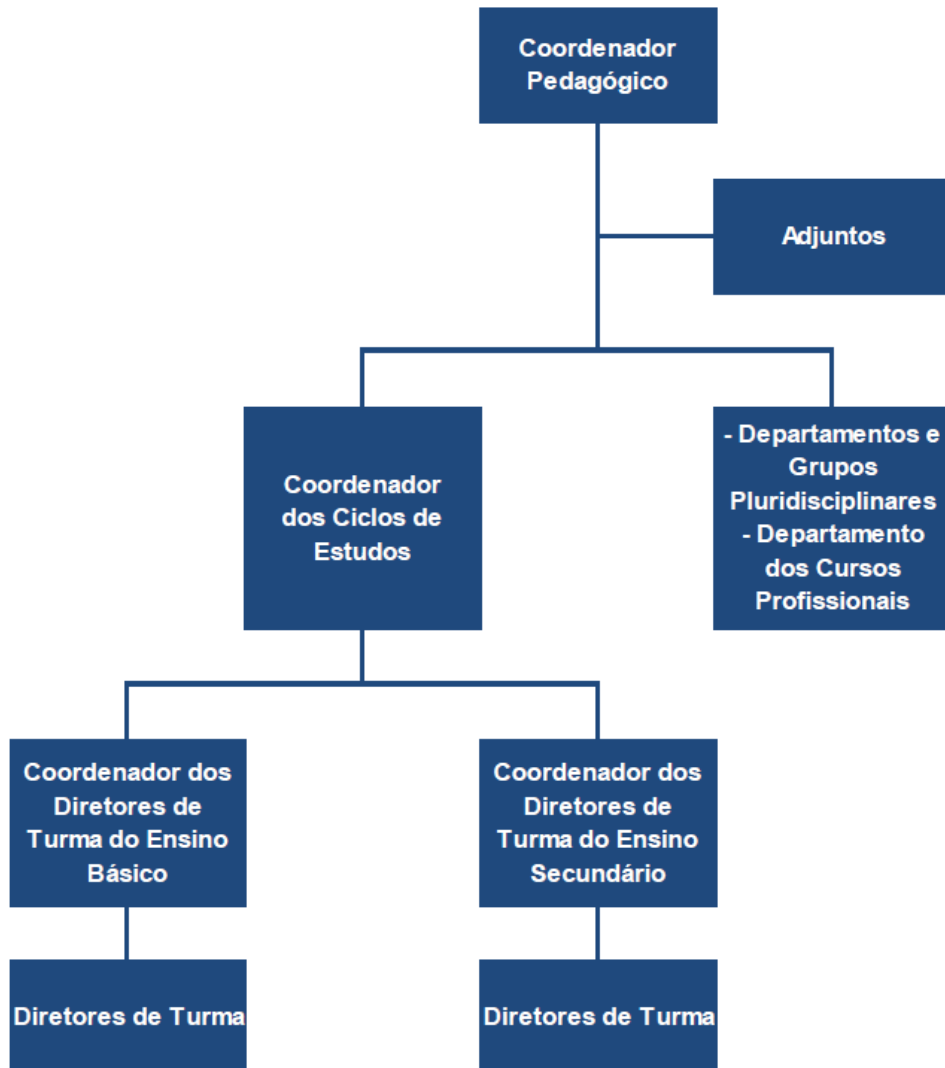 Coordenador
Pedagógico
Adjuntos
Coordenador
dos Ciclos de
Estudos
- Departamentos e
Grupos
Pluridisciplinares
- Departamento
dos Cursos
Profissionais
Coordenador dos
Diretores de
Turma do Ensino
Básico
Coordenador dos
Diretores de
Turma do Ensino
Secundário
Diretores de Turma
Diretores de Turma